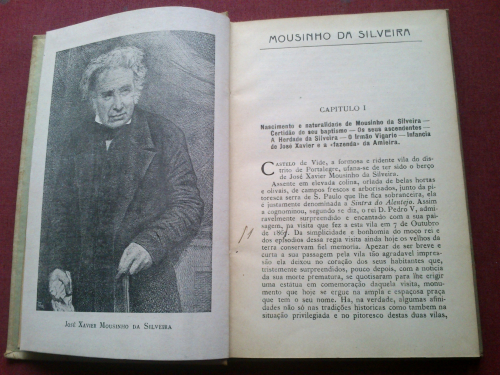 JOSÉ XAVIER MOUSINHO DA SILVEIRA
MOUSINHO DA SILVEIRA
CAPITULO I
Nascimento e naturalidade de Mousinho da Silveira —
Certidão do seu baptismo — Os seus ascendentes —
A Herdade da Silveira — O Irmão Vigario — Infancia
de José Xavier e a «fazenda» da Amieira.
CASTELO de Vide, a formosa e ridente vila do dis-
trito de Portalegre, ufana-se de ter sido o berço
de José Xavier Mousinho da Silveira.
Assente em elevada colina, orlada de belas hortas
e olivais, de campos frescos e arborisados, junto da pi-
toresca serra de S. Paulo que lhe fica sobranceira, ela
é justamente denominada a Sintra do Alentejo. Assim
a cognominou, segundo se diz, o rei D. Pedro V, admi-
rado, surpreendido e encantado com a sua pai-
sagem, na visita que fez a esta vila em 7 de Outubro
de 1861. Da simplicidade e bonhomia do moço rei e
dos episodios dessa regia visita ainda hoje os velhos da
terra conservam fiel memoria. Apezar de ser breve e
curta a sua passagem pela vila tão agradavel impres-
são ela deixou no coração dos seus habitantes que,
tristemente surpreendidos, pouco depois, com a noticia
da sua morte prematura, se quotisaram para lhe erigir
uma estatua em comemoração daquela visita, monu-
mento que hoje se ergue na ampla e espaçosa praça
que tem o seu nome. Ha, na verdade, algumas afini-
dades não só nas tradições historicas como tambem na
situação privilegiada e no pitoresco destas duas vilas,